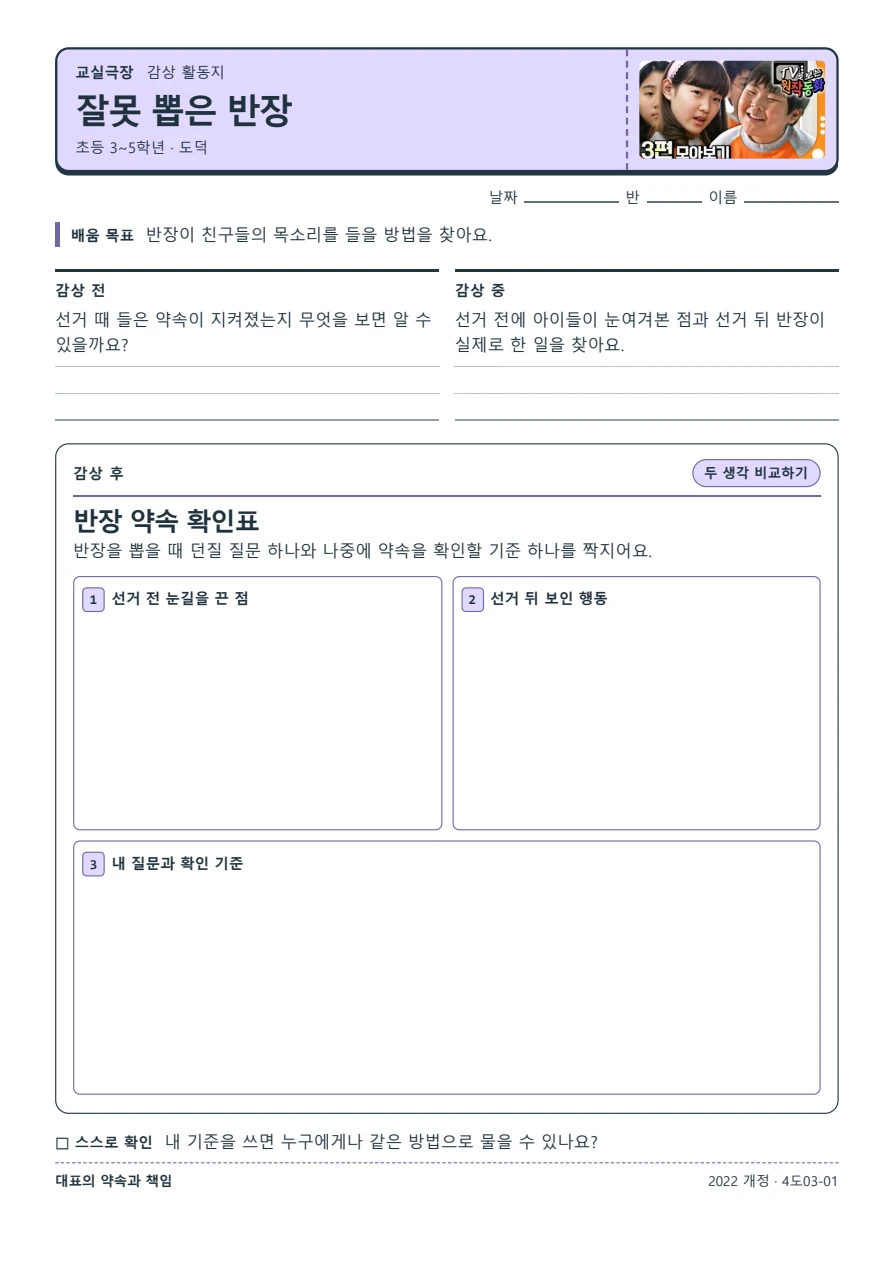 교실극장 감상 활동지
잘못 뽑은 반장
초등 3~5학년 · 도덕
TV로 보는
원작동화
3편 모아보기
날짜 반 이름
배움 목표 반장이 친구들의 목소리를 들을 방법을 찾아요.
감상 전
선거 때 들은 약속이 지켜졌는지 무엇을 보면 알 수
있을까요?
감상 중
선거 전에 아이들이 눈여겨본 점과 선거 뒤 반장이
실제로 한 일을 찾아요.
감상 후
두 생각 비교하기
반장 약속 확인표
반장을 뽑을 때 던질 질문 하나와 나중에 약속을 확인할 기준 하나를 짝지어요.
1 선거 전 눈길을 끈 점
2 선거 뒤 보인 행동
3 내 질문과 확인 기준
□ 스스로 확인 내 기준을 쓰면 누구에게나 같은 방법으로 물을 수 있나요?
대표의 약속과 책임
2022 개정 · 4도03-01